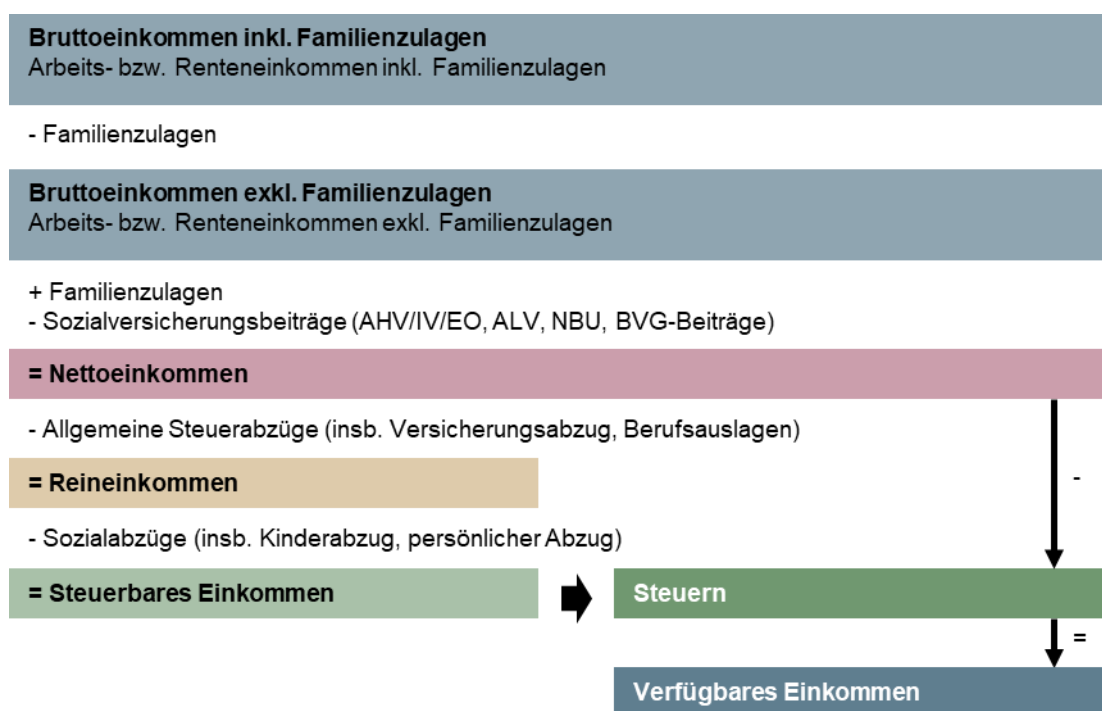 Bruttoeinkommen inkl. Familienzulagen
Arbeits- bzw. Renteneinkommen inkl. Familienzulagen
- Familienzulagen
Bruttoeinkommen exkl. Familienzulagen
Arbeits- bzw. Renteneinkommen exkl. Familienzulagen
+ Familienzulagen
- Sozialversicherungsbeiträge (AHV/IV/EO, ALV, NBU, BVG-Beiträge)
= Nettoeinkommen
- Allgemeine Steuerabzüge (insb. Versicherungsabzug, Berufsauslagen)
= Reineinkommen
-
- Sozialabzüge (insb. Kinderabzug, persönlicher Abzug)
= Steuerbares Einkommen
Steuern
=
Verfügbares Einkommen